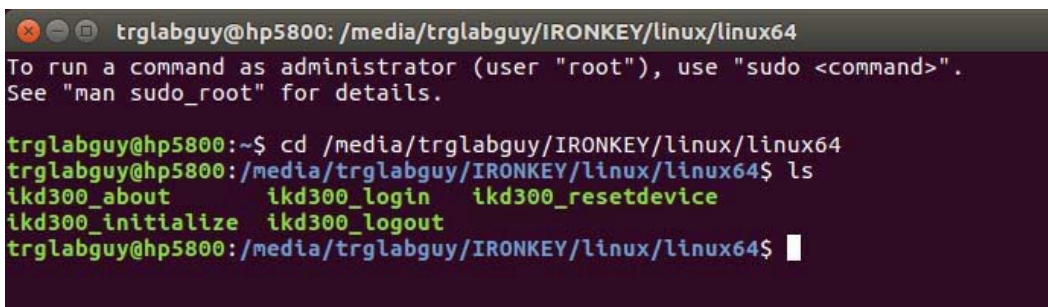 trglabguy@hp5800: /media/trglabguy/IRONKEY/linux/linux64
To run a command as administrator (user "root"), use "sudo <command>".
See "man sudo_root" for details.
trglabguy@hp5800:~$ cd /media/trglabguy/IRONKEY/linux/linux64
trglabguy@hp5800:/media/trglabguy/IRONKEY/linux/linux64$ ls
ikd300_about ikd300_login ikd300_resetdevice
ikd300_initialize ikd300_logout
trglabguy@hp5800:/media/trglabguy/IRONKEY/linux/linux64$